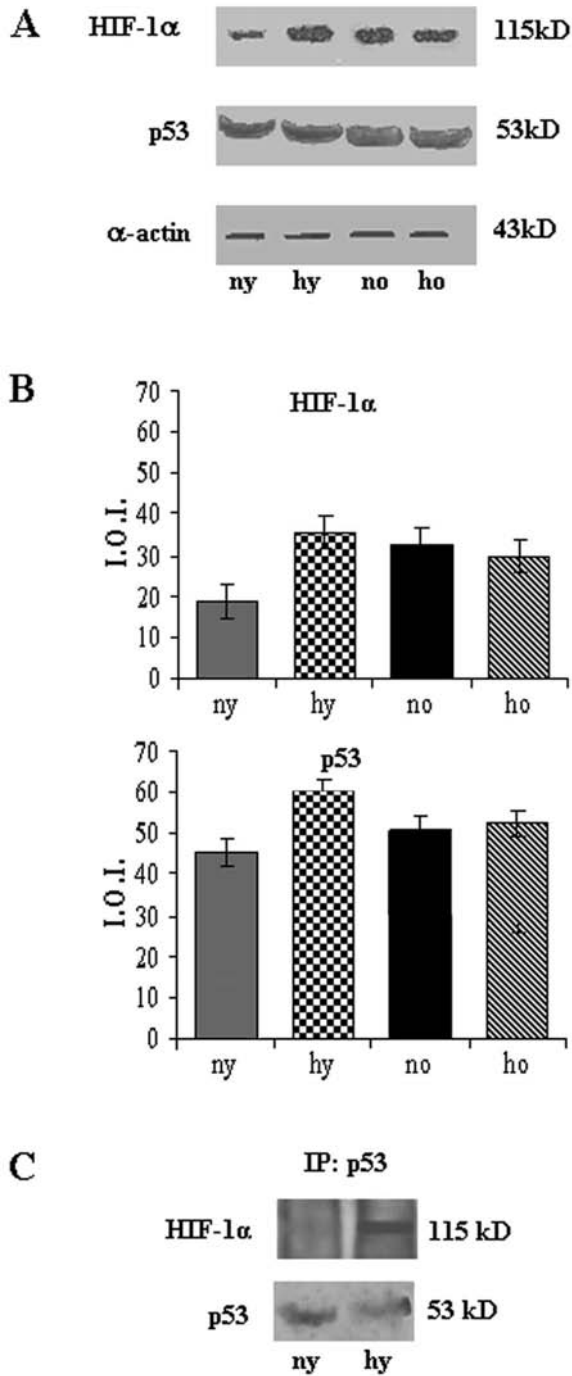 A
HIF-1α 115kD
p53 53kD
α-actin 43kD
ny hy no ho
B
HIF-1α
I.O.I.
70
60
50
40
30
20
10
0
ny hy no ho
p53
I.O.I.
70
60
50
40
30
20
10
0
ny hy no ho
C
IP: p53
HIF-1α 115 kD
p53 53 kD
ny hy